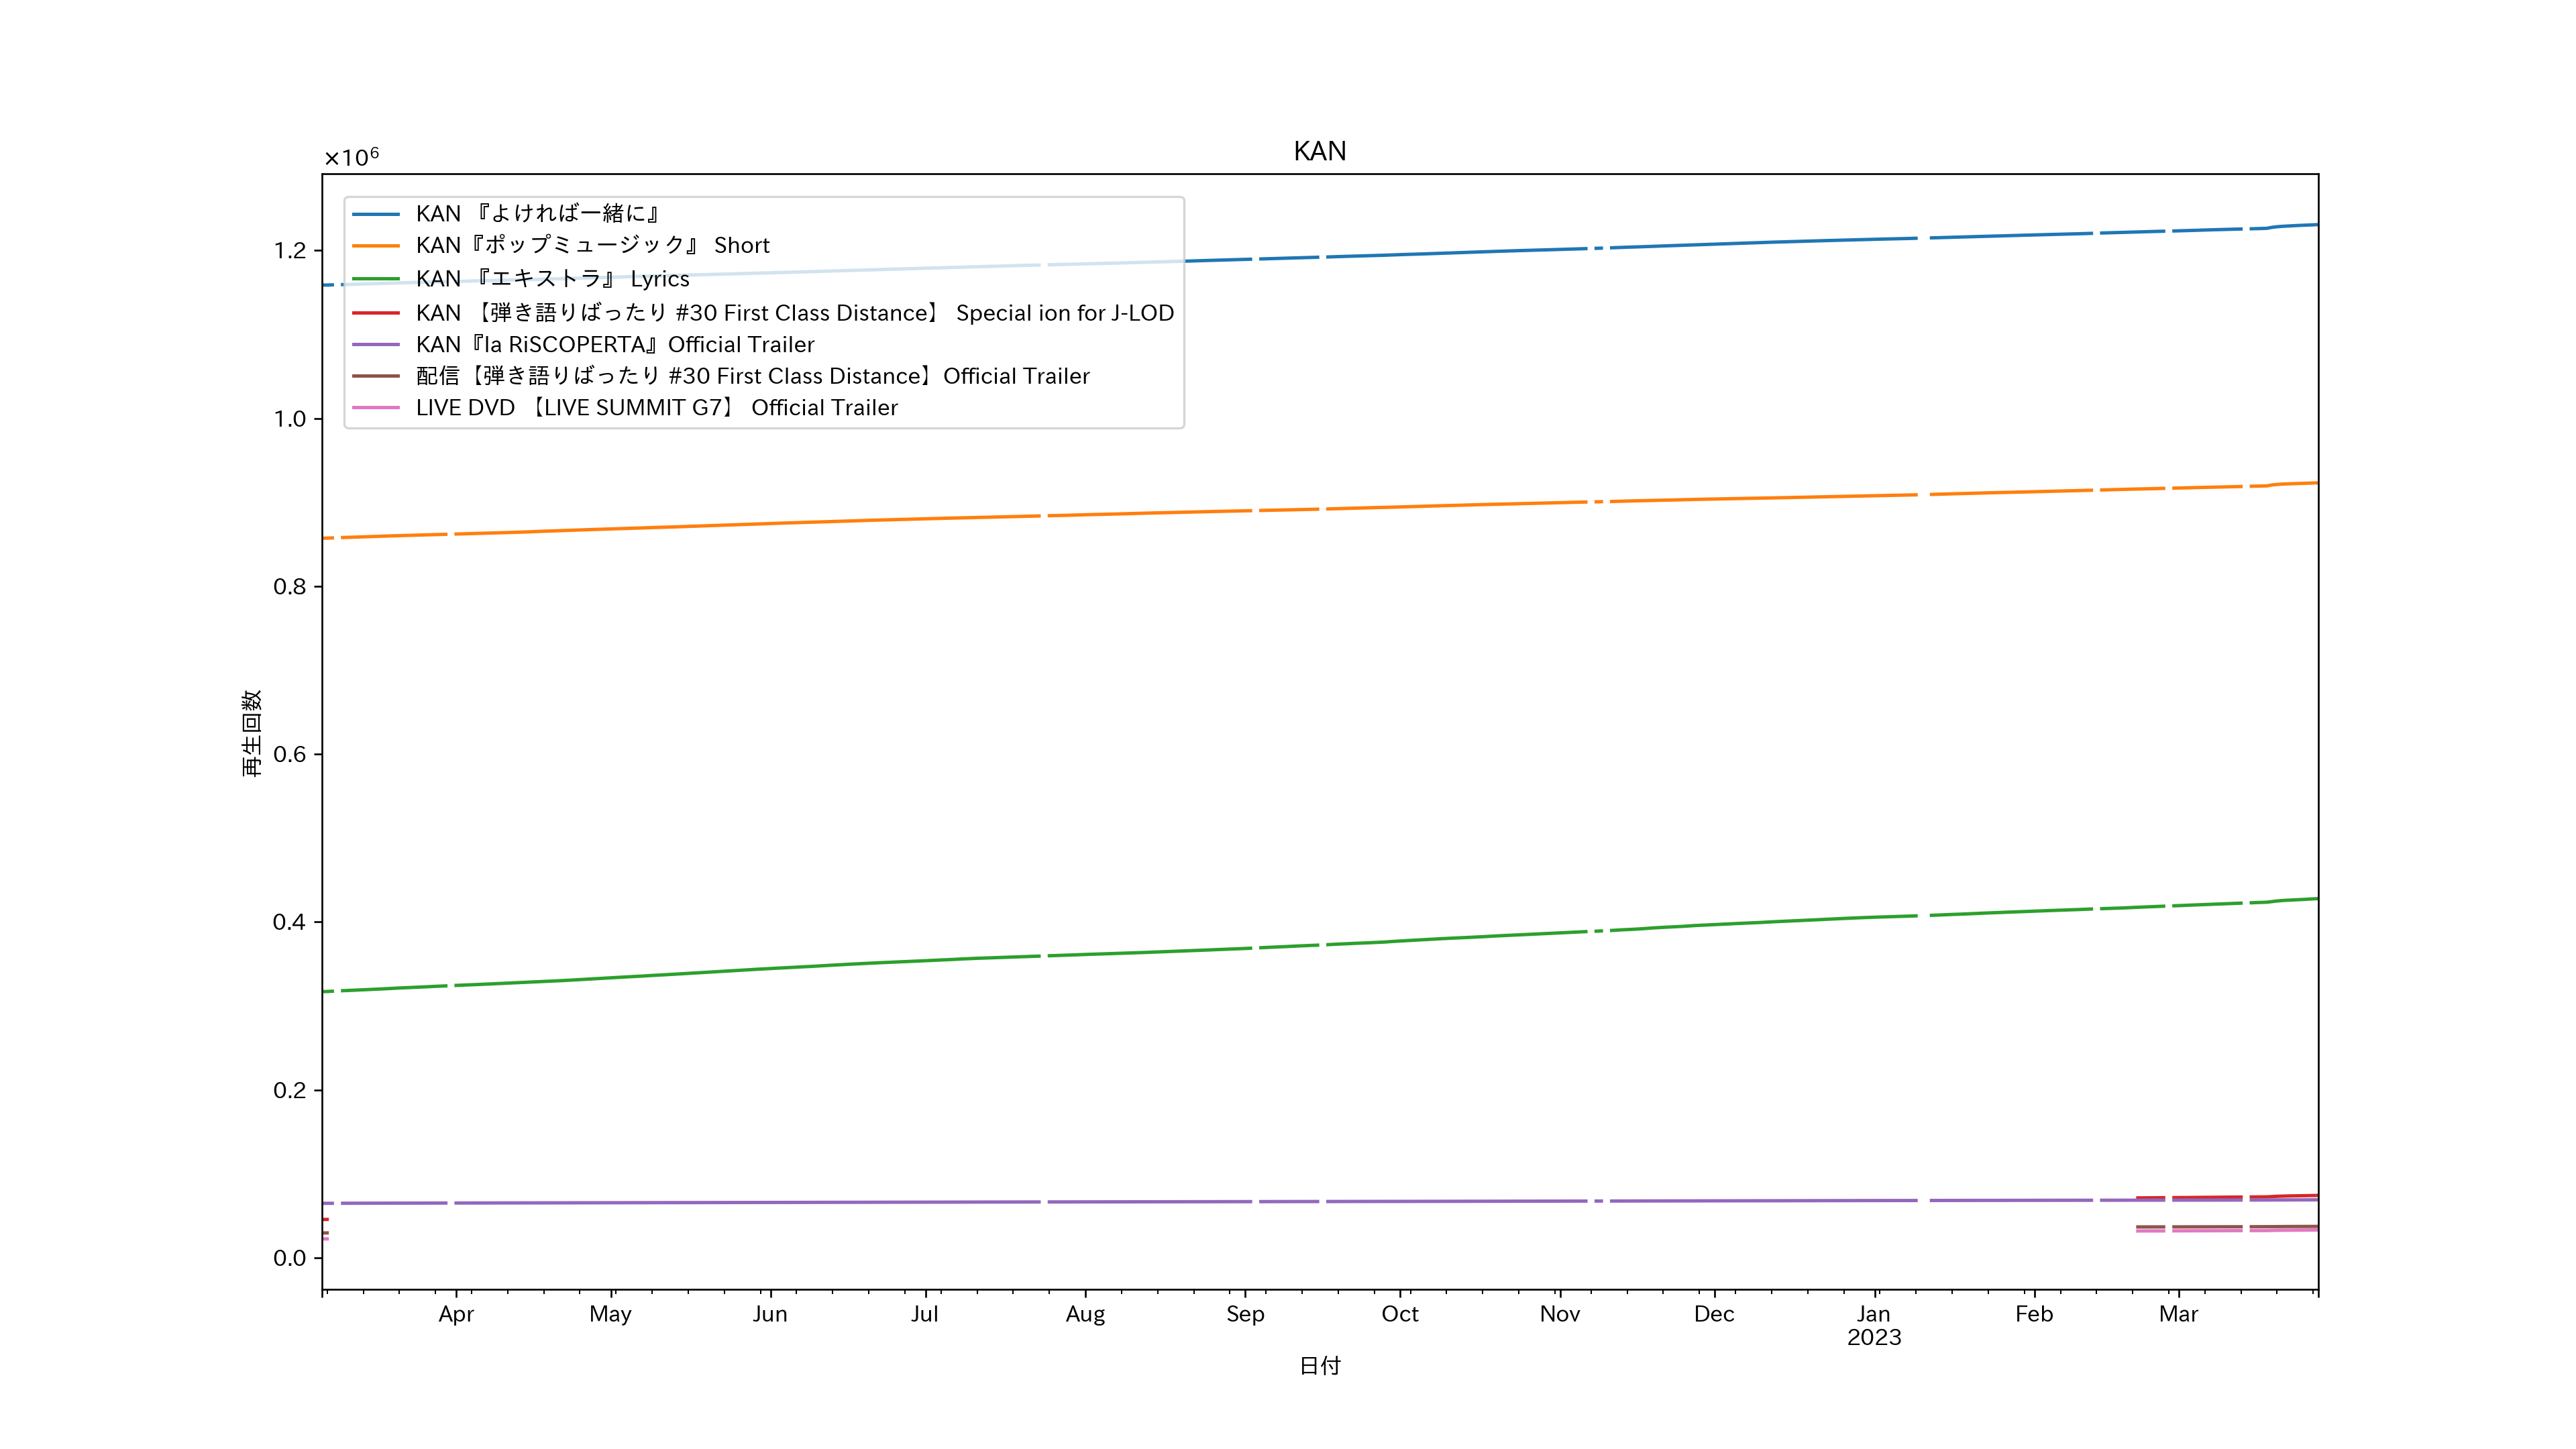 KAN
×10⁶
KAN 『よければ一緒に』
KAN『ポップミュージック』 Short
KAN 『エキストラ』 Lyrics
KAN 【弾き語りばったり #30 First Class Distance】 Special ion for J-LOD
KAN『la RiSCOPERTA』Official Trailer
配信【弾き語りばったり #30 First Class Distance】Official Trailer
LIVE DVD 【LIVE SUMMIT G7】 Official Trailer
1.2
1.0
0.8
0.6
0.4
0.2
0.0
再生回数
Apr May Jun Jul Aug Sep Oct Nov Dec Jan Feb Mar
2023
日付